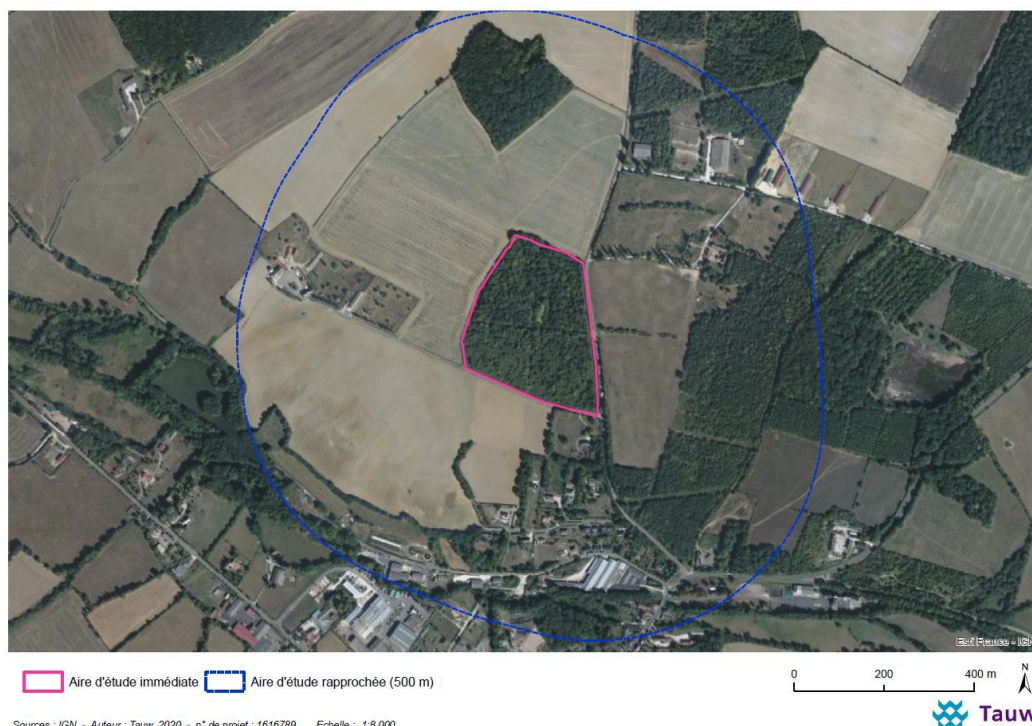 Esri France - IGN
Aire d'étude immédiate Aire d'étude rapprochée (500 m)
0 200 400 m
N
Sources : IGN - Auteur : Tauw, 2020 - n° de projet : 1616789 Echelle : 1:8 000
Tauw